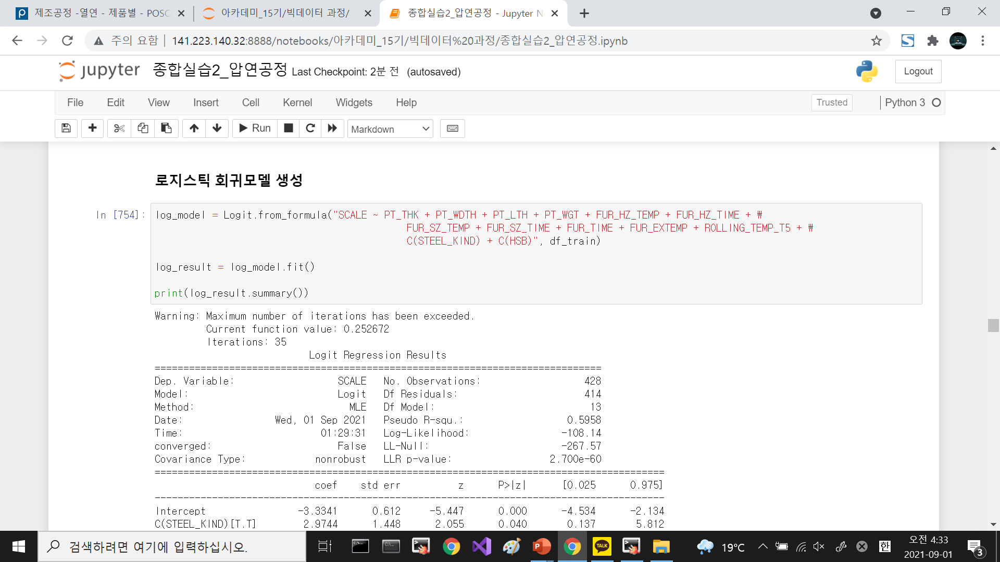 제조공정 -열연 - 제품별 - POSC
아카데미_15기/빅데이터 과정/
종합실습2_압연공정 - Jupyter N
주의 요함
141.223.140.32:8888/notebooks/아카데미_15기/빅데이터%20과정/종합실습2_압연공정.ipynb
jupyter 종합실습2_압연공정 Last Checkpoint: 2분 전 (autosaved)
Logout
File Edit View Insert Cell Kernel Widgets Help
Trusted
Python 3
Run
Markdown
로지스틱 회귀모델 생성
In [754]: log_model = Logit.from_formula("SCALE ~ PT_THK + PT_WDTH + PT_LTH + PT_WGT + FUR_HZ_TEMP + FUR_HZ_TIME + ₩
FUR_SZ_TEMP + FUR_SZ_TIME + FUR_TIME + FUR_EXTEMP + ROLLING_TEMP_T5 + ₩
C(STEEL_KIND) + C(HSB)", df_train)
log_result = log_model.fit()
print(log_result.summary())
Warning: Maximum number of iterations has been exceeded.
Current function value: 0.252672
Iterations: 35
Logit Regression Results
==============================================================================
Dep. Variable: SCALE No. Observations: 428
Model: Logit Df Residuals: 414
Method: MLE Df Model: 13
Date: Wed, 01 Sep 2021 Pseudo R-squ.: 0.5958
Time: 01:29:31 Log-Likelihood: -108.14
converged: False LL-Null: -267.57
Covariance Type: nonrobust LLR p-value: 2.700e-60
=========================================================================================
coef std err z P>|z| [0.025 0.975]
-----------------------------------------------------------------------------------------
Intercept -3.3341 0.612 -5.447 0.000 -4.534 -2.134
C(STEEL_KIND)[T.T] 2.9744 1.448 2.055 0.040 0.137 5.812
검색하려면 여기에 입력하십시오.
P
TALK
19°C
한
오전 4:33
2021-09-01
3